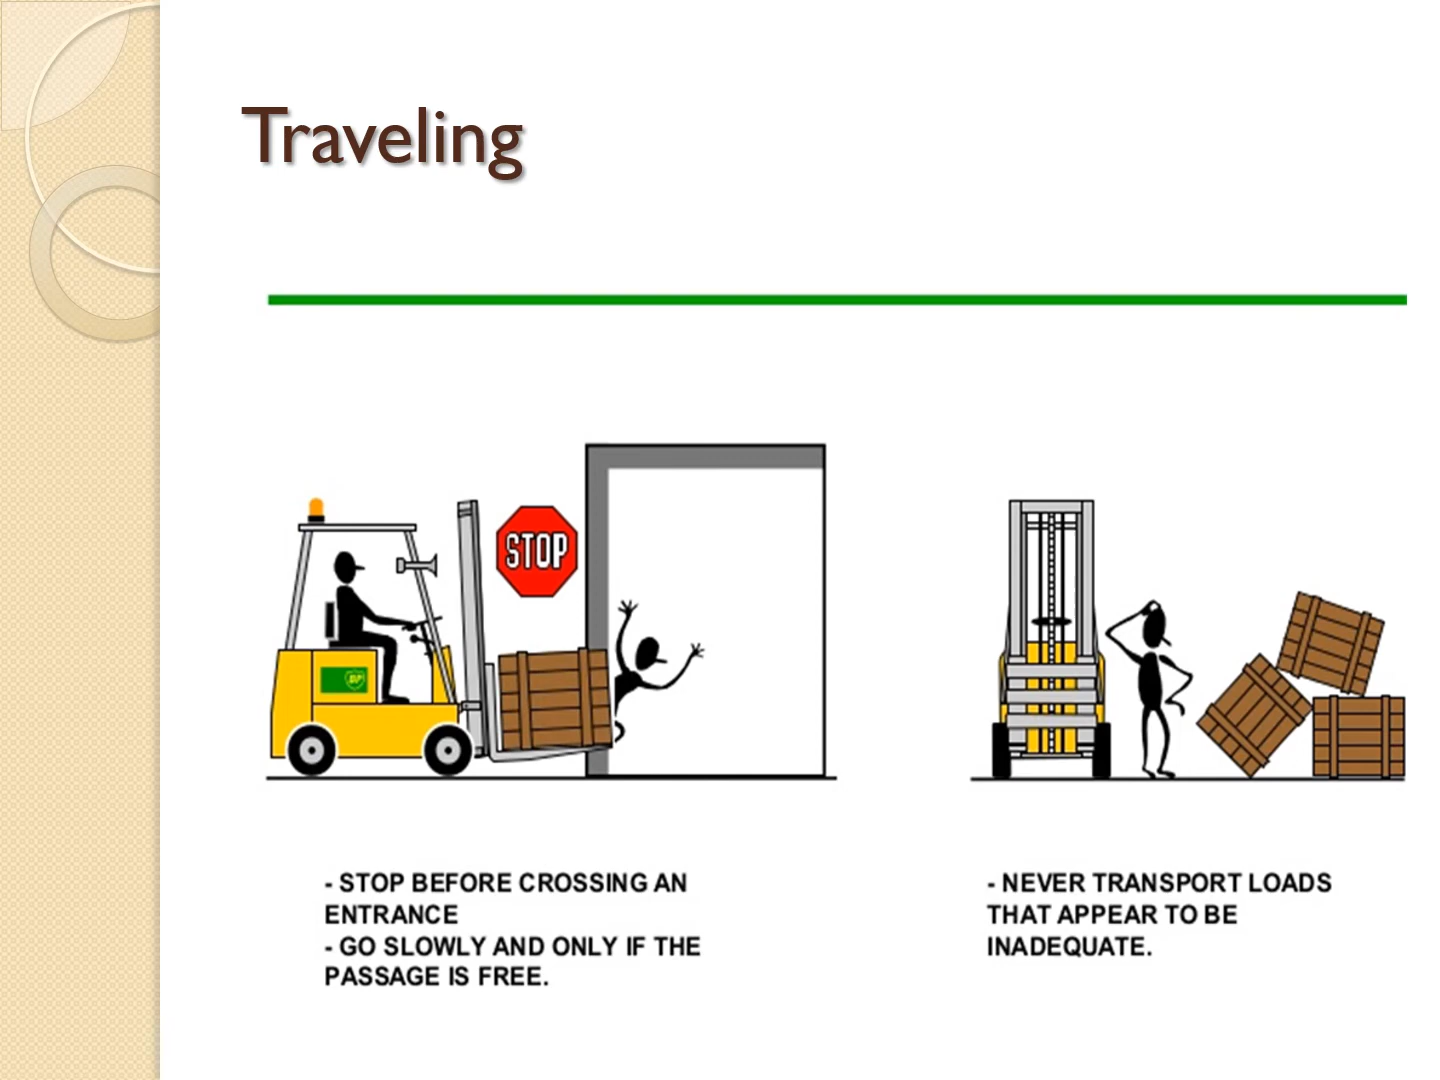 Traveling
STOP
- STOP BEFORE CROSSING AN
ENTRANCE
- GO SLOWLY AND ONLY IF THE
PASSAGE IS FREE.
- NEVER TRANSPORT LOADS
THAT APPEAR TO BE
INADEQUATE.